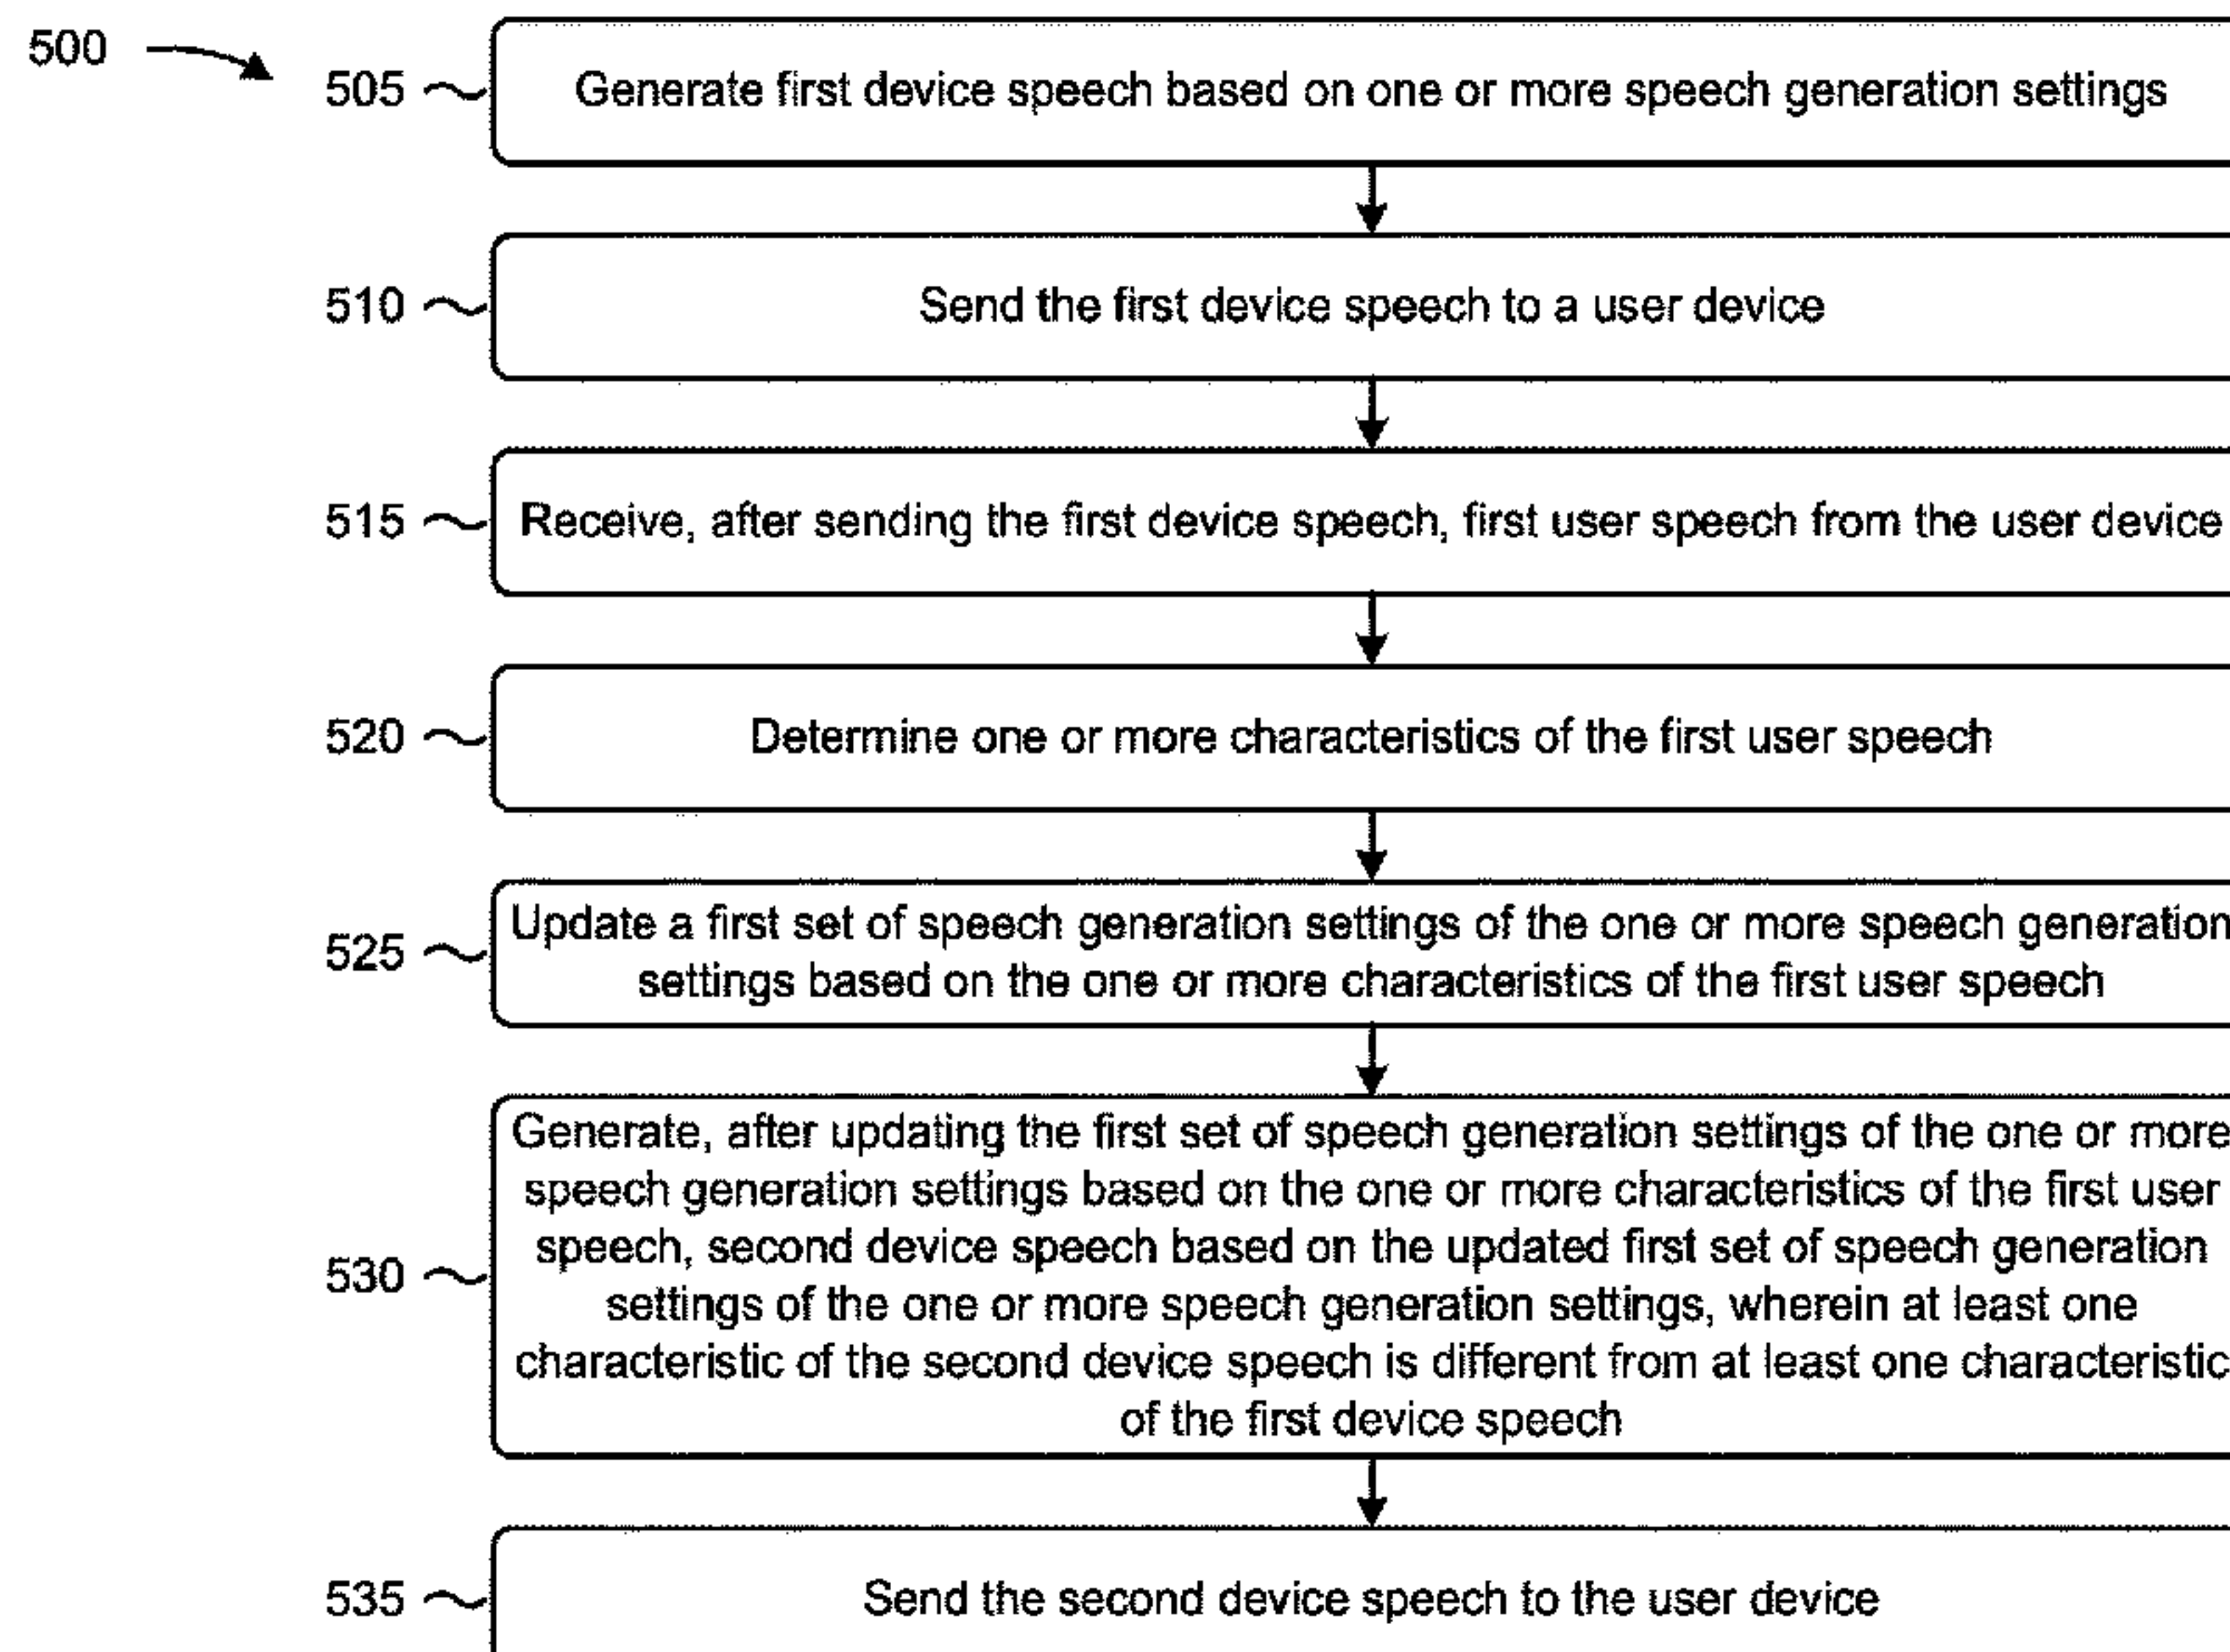 500
505
Generate first device speech based on one or more speech generation settings
510
Send the first device speech to a user device
515
Receive, after sending the first device speech, first user speech from the user device
520
Determine one or more characteristics of the first user speech
525
Update a first set of speech generation settings of the one or more speech generation
settings based on the one or more characteristics of the first user speech
530
Generate, after updating the first set of speech generation settings of the one or more
speech generation settings based on the one or more characteristics of the first user
speech, second device speech based on the updated first set of speech generation
settings of the one or more speech generation settings, wherein at least one
characteristic of the second device speech is different from at least one characteristic
of the first device speech
535
Send the second device speech to the user device